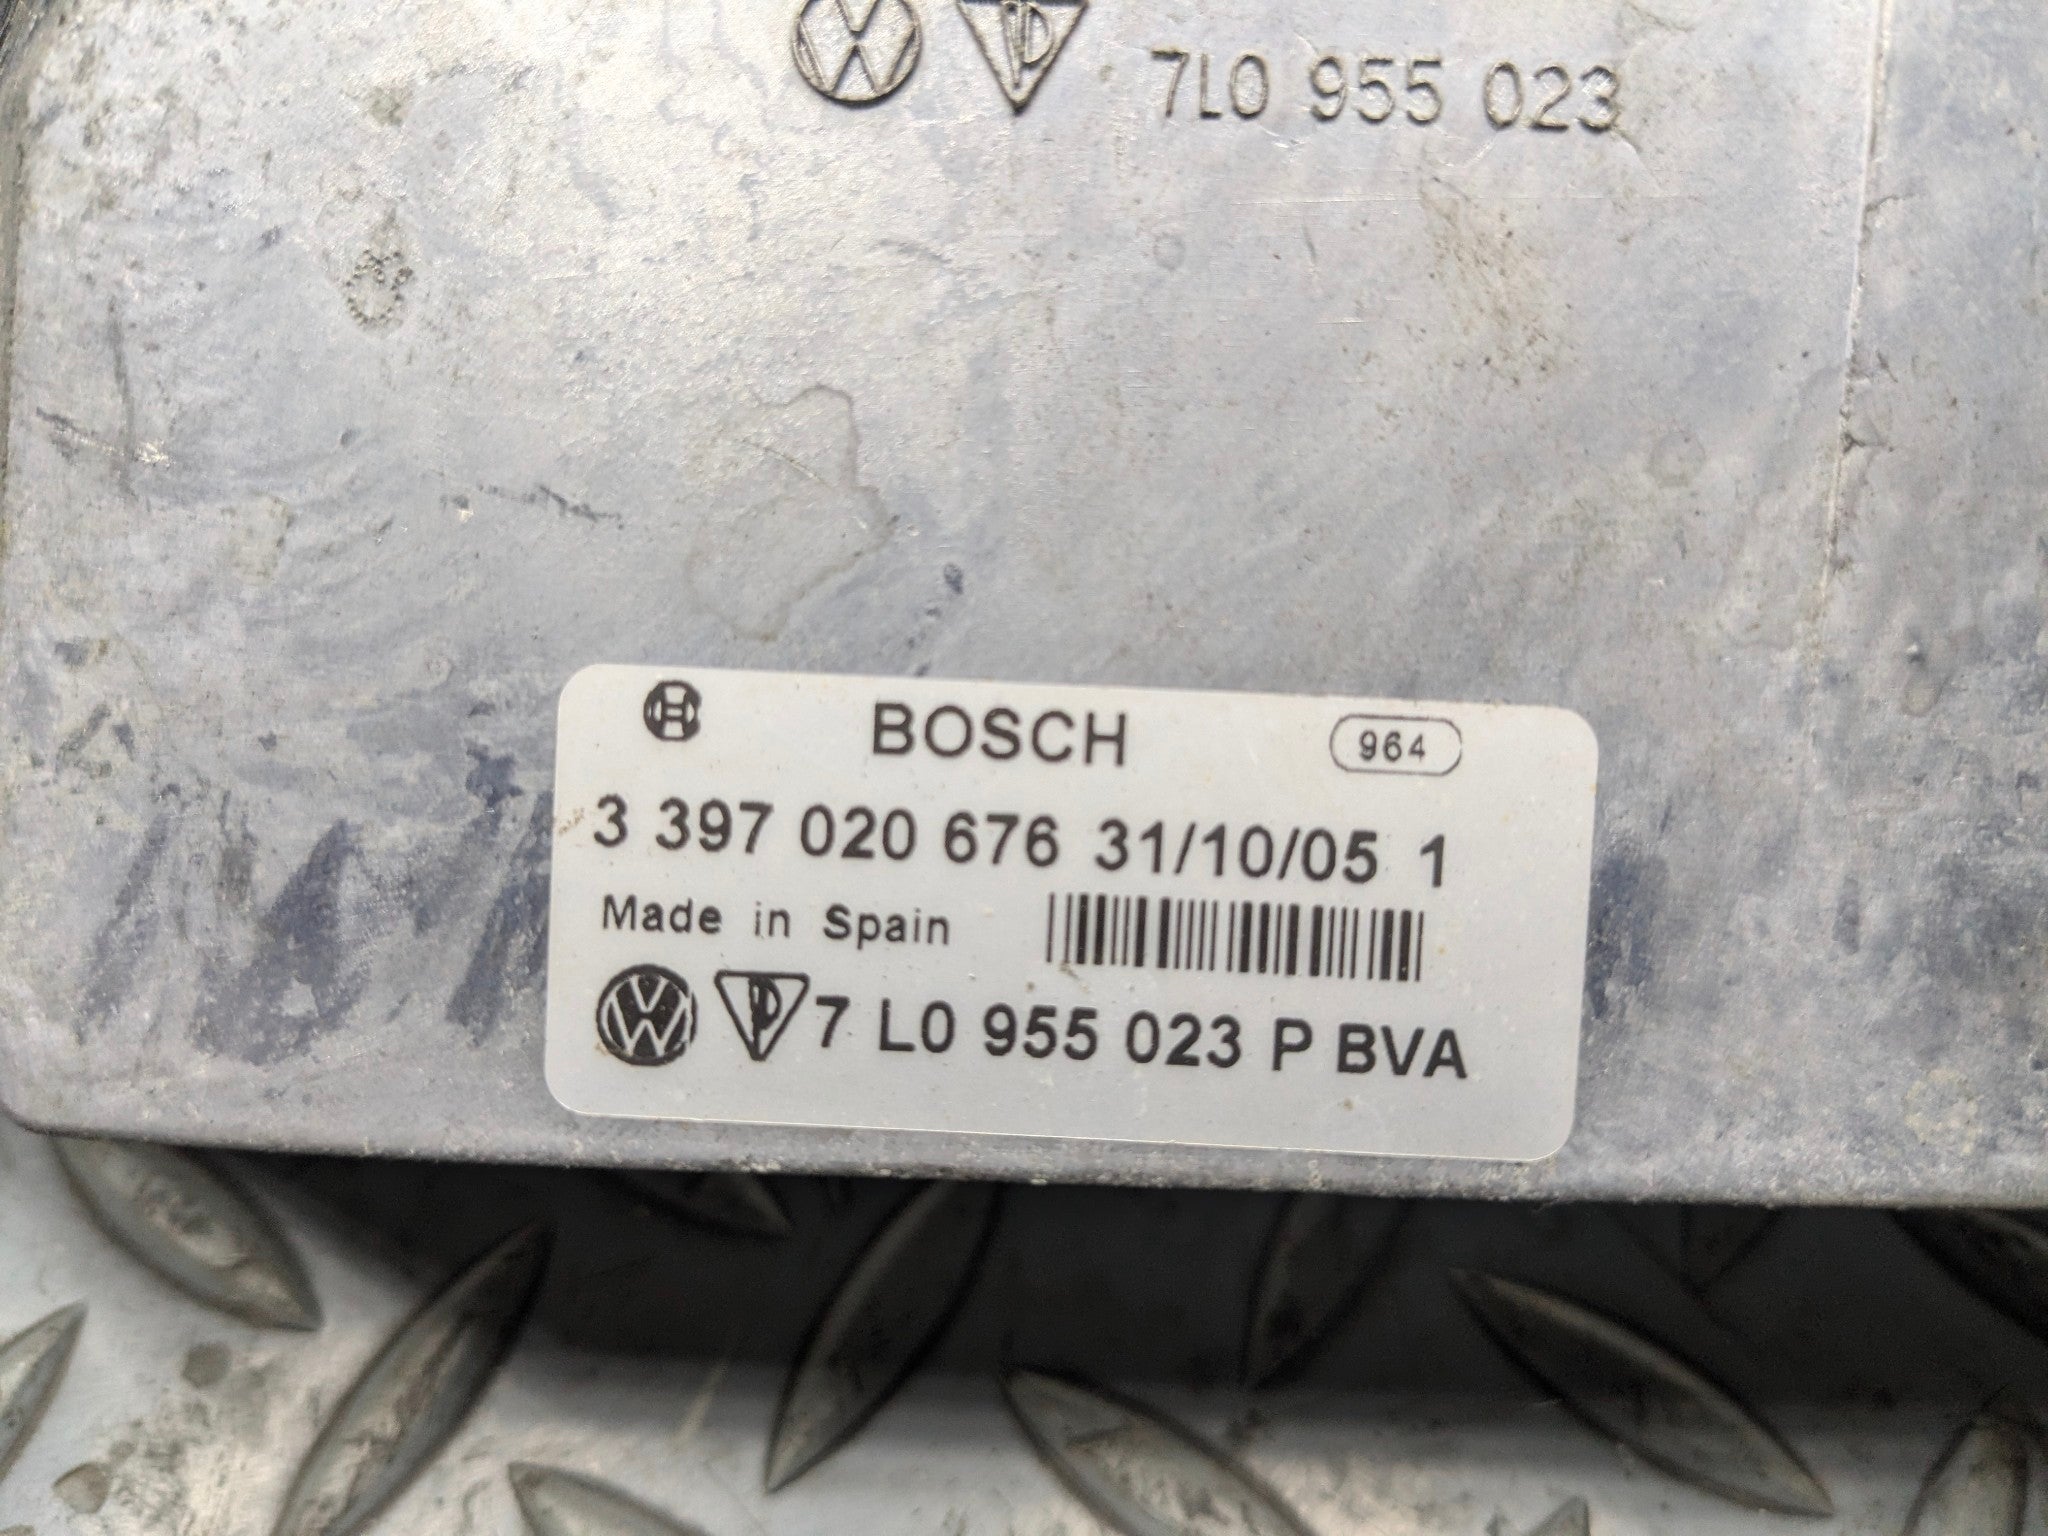 7L0 955 023
BOSCH 964
3 397 020 676 31/10/05 1
Made in Spain
7 L0 955 023 P BVA